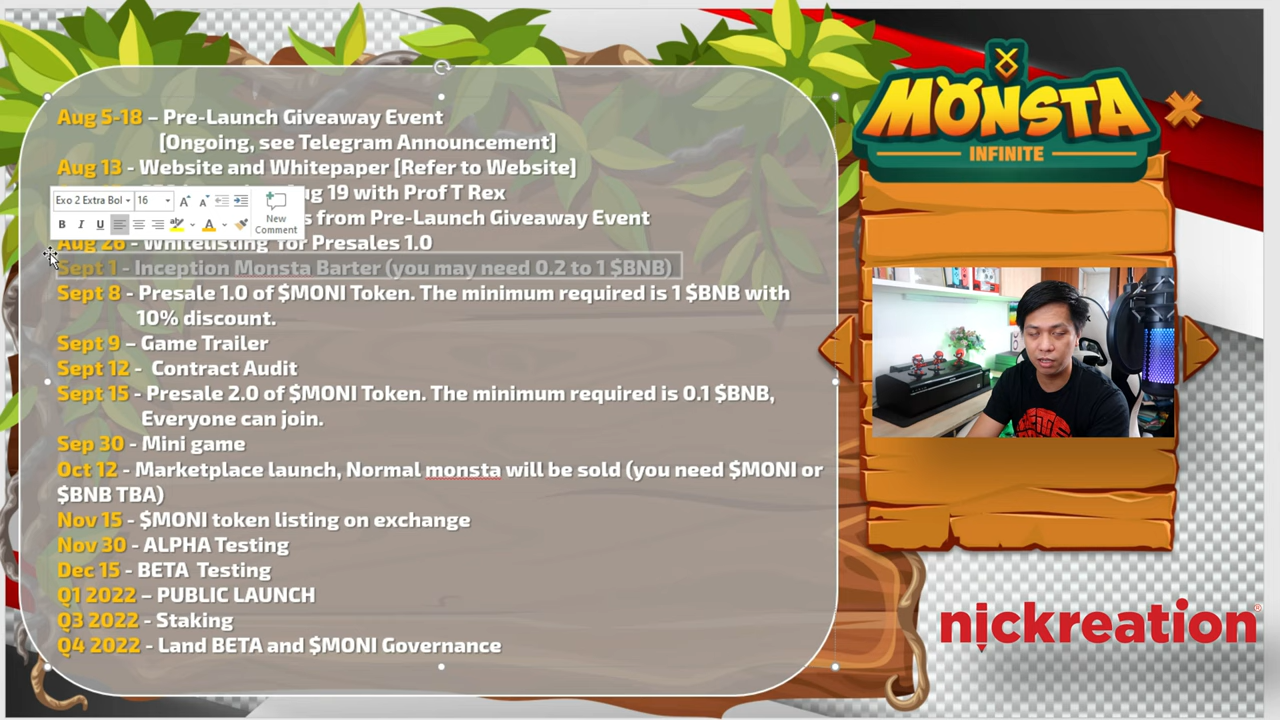 Aug 5-18 – Pre-Launch Giveaway Event
[Ongoing, see Telegram Announcement]
Aug 13 - Website and Whitepaper [Refer to Website]
ug 19 with Prof T Rex
s from Pre-Launch Giveaway Event
Aug 26 - Whitelisting for Presales 1.0
Sept 1 - Inception Monsta Barter (you may need 0.2 to 1 $BNB)
Sept 8 - Presale 1.0 of $MONI Token. The minimum required is 1 $BNB with
10% discount.
Sept 9 – Game Trailer
Sept 12 - Contract Audit
Sept 15 - Presale 2.0 of $MONI Token. The minimum required is 0.1 $BNB,
Everyone can join.
Sep 30 - Mini game
Oct 12 - Marketplace launch, Normal monsta will be sold (you need $MONI or
$BNB TBA)
Nov 15 - $MONI token listing on exchange
Nov 30 - ALPHA Testing
Dec 15 - BETA Testing
Q1 2022 – PUBLIC LAUNCH
Q3 2022 - Staking
Q4 2022 - Land BETA and $MONI Governance
Exo 2 Extra Bol
16
A A
B I U
ab A
New
Comment
MONSTA
INFINITE
nickreation®